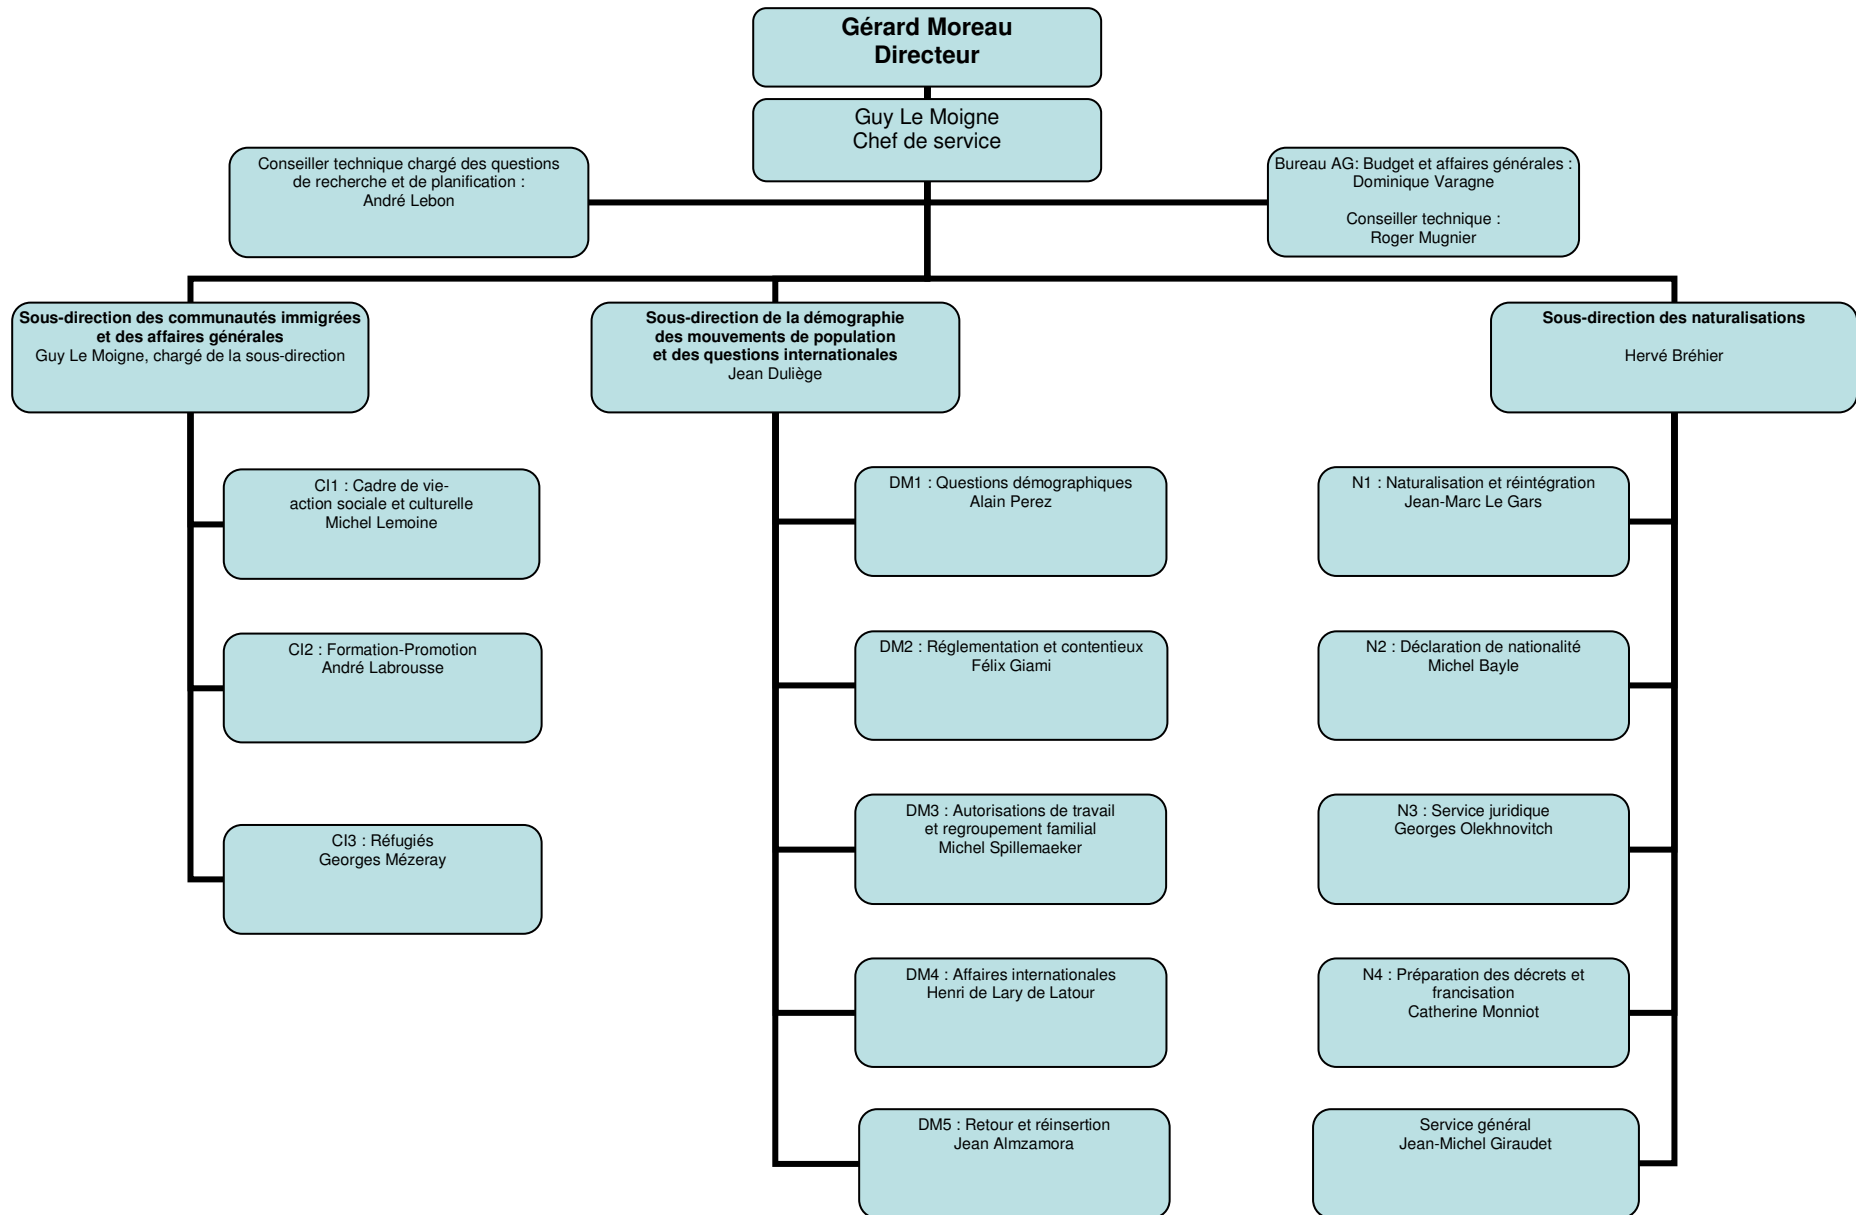 Gérard Moreau
Directeur
Guy Le Moigne
Chef de service
Conseiller technique chargé des questions
de recherche et de planification :
André Lebon
Bureau AG: Budget et affaires générales :
Dominique Varagne
Conseiller technique :
Roger Mugnier
Sous-direction des communautés immigrées
et des affaires générales
Guy Le Moigne, chargé de la sous-direction
Sous-direction de la démographie
des mouvements de population
et des questions internationales
Jean Duliège
Sous-direction des naturalisations
Hervé Bréhier
CI1 : Cadre de vie-
action sociale et culturelle
Michel Lemoine
CI2 : Formation-Promotion
André Labrousse
CI3 : Réfugiés
Georges Mézeray
DM1 : Questions démographiques
Alain Perez
DM2 : Réglementation et contentieux
Félix Giami
DM3 : Autorisations de travail
et regroupement familial
Michel Spillemaeker
DM4 : Affaires internationales
Henri de Lary de Latour
DM5 : Retour et réinsertion
Jean Almzamora
N1 : Naturalisation et réintégration
Jean-Marc Le Gars
N2 : Déclaration de nationalité
Michel Bayle
N3 : Service juridique
Georges Olekhnovitch
N4 : Préparation des décrets et
francisation
Catherine Monniot
Service général
Jean-Michel Giraudet